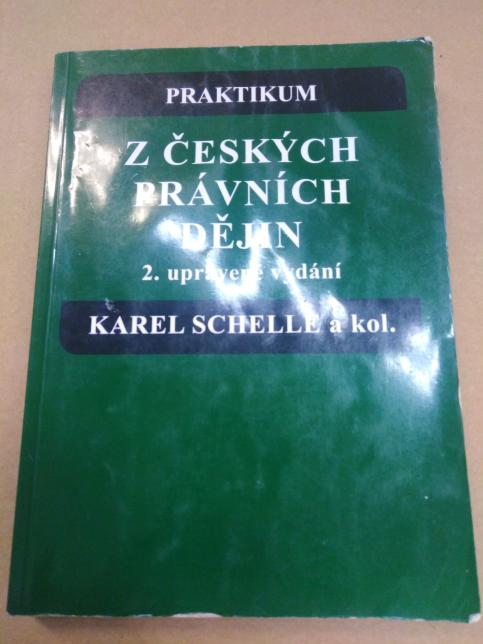 PRAKTIKUM
Z ČESKÝCH
PRÁVNÍCH
DĚJIN
2. upravené vydání
KAREL SCHELLE a kol.